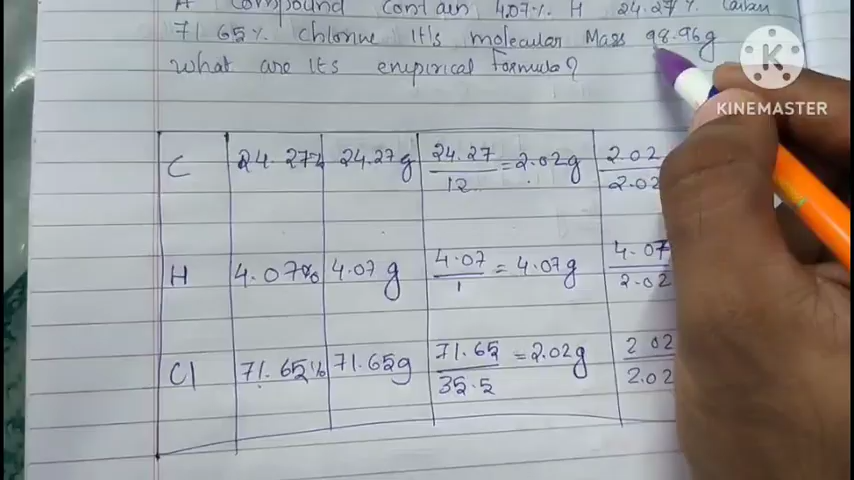 A compound contain 4.07% H 24.27% Carbon
71.65% chlorine it's molecular Mass 98.96g
what are its empirical formula?
KINEMASTER
C 24.27% 24.27g 24.27/12 = 2.02g 2.02/2.02
H 4.07% 4.07g 4.07/1 = 4.07g 4.07/2.02
Cl 71.65% 71.65g 71.65/35.5 = 2.02g 2.02/2.02